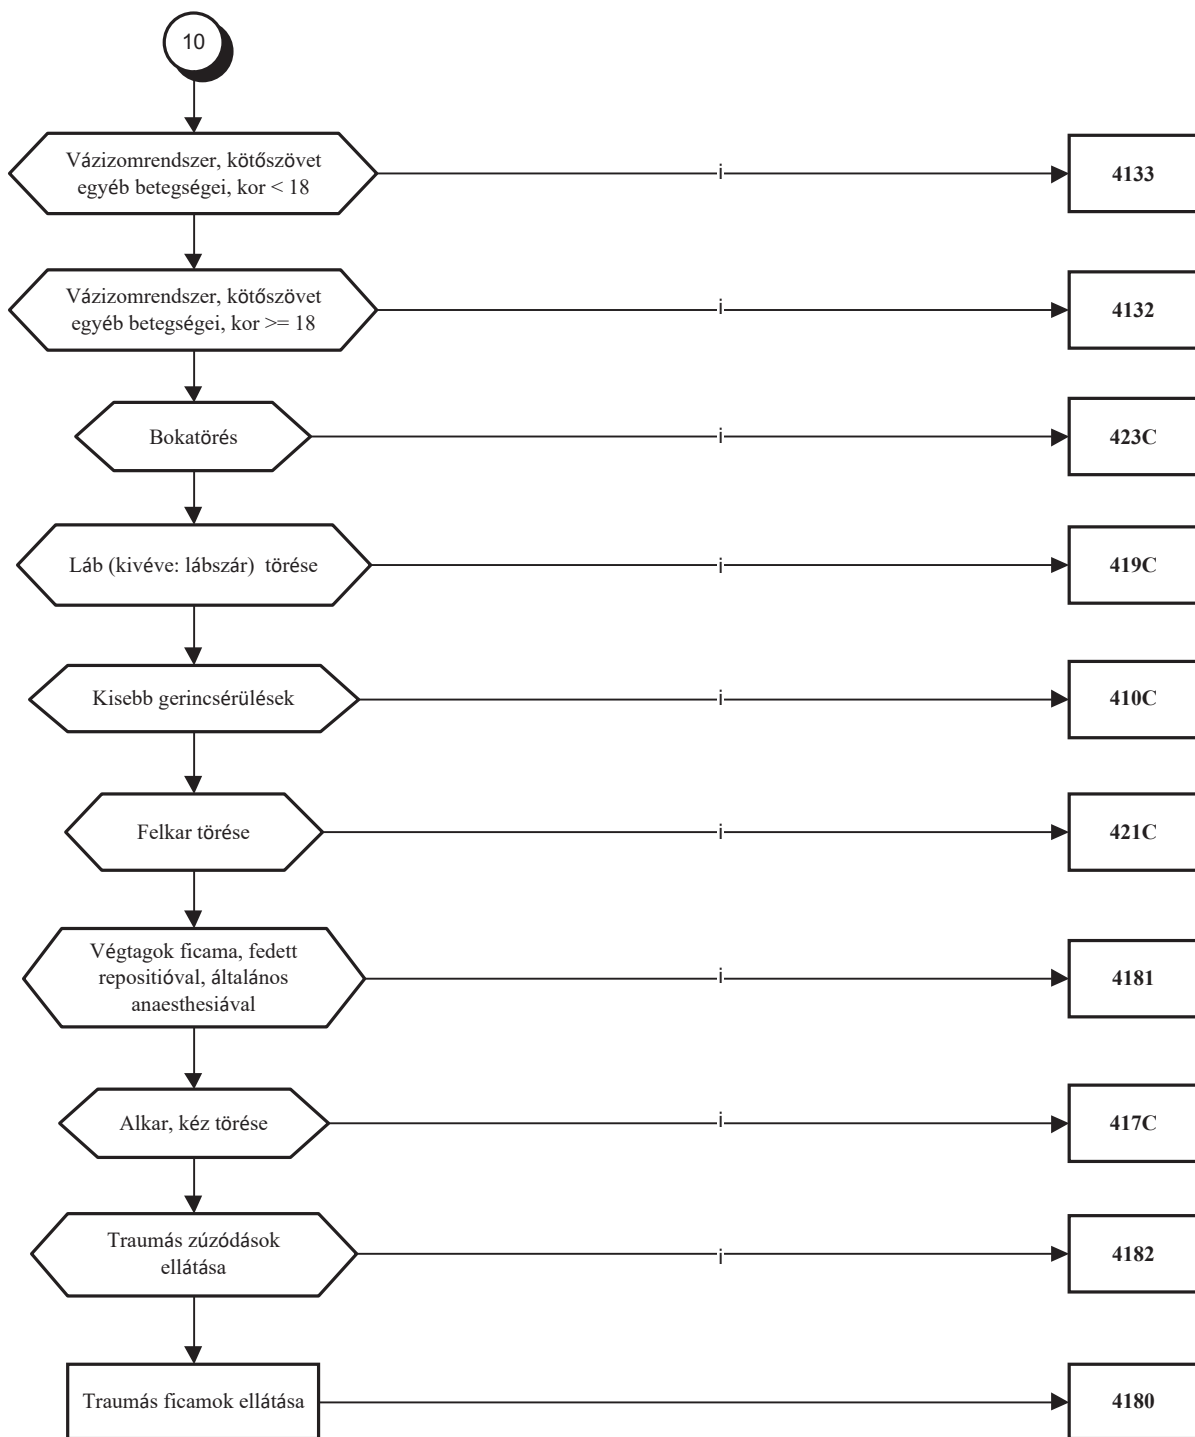 10
Vázizomrendszer, kötőszövet
egyéb betegségei, kor < 18
i
4133
Vázizomrendszer, kötőszövet
egyéb betegségei, kor >= 18
i
4132
Bokatörés
i
423C
Láb (kivéve: lábszár) törése
i
419C
Kisebb gerincsérülések
i
410C
Felkar törése
i
421C
Végtagok ficama, fedett
repositióval, általános
anaesthesiával
i
4181
Alkar, kéz törése
i
417C
Traumás zúzódások
ellátása
i
4182
Traumás ficamok ellátása
4180